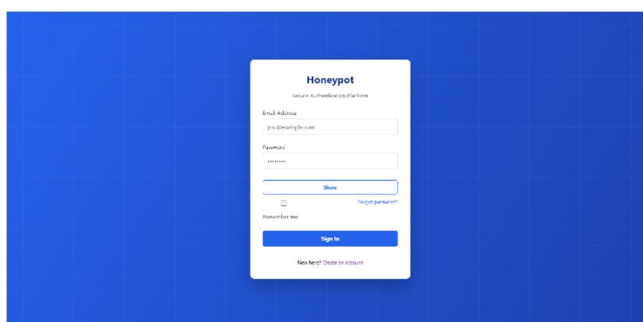 Honeypot
Secure Authentication Platform
Email Address
you@example.com
Password
••••••••
Show
Forgot password?
Remember me
Sign In
New here? Create an account